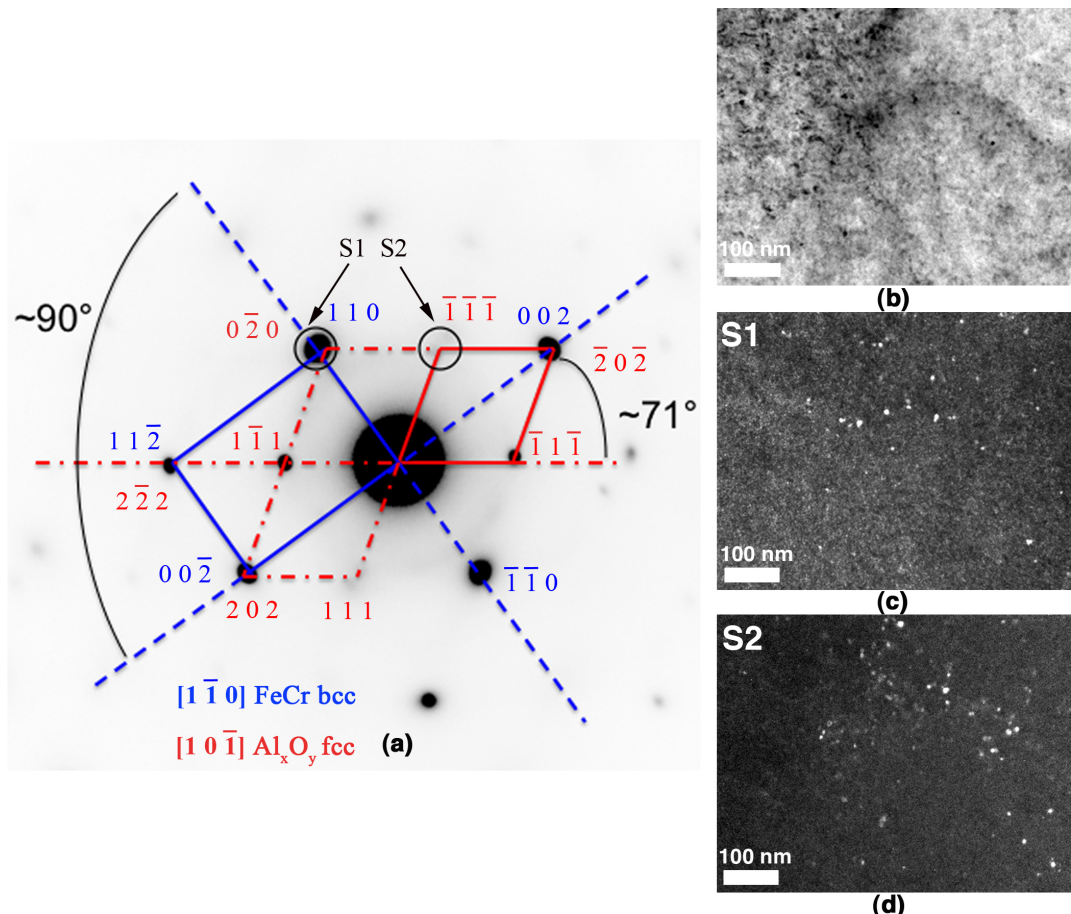 S1 S2
1 1 0
1̅ 1̅ 1̅
0 0 2
0 2̅ 0
2̅ 0 2̅
~90°
~71°
1 1 2̅
1 1̅ 1
1̅ 1 1̅
2 2̅ 2
0 0 2̅
1̅ 1̅ 0
2 0 2
1 1 1
[1 1̅ 0] FeCr bcc
[1 0 1̅] AlxOy fcc
(a)
100 nm
(b)
S1
100 nm
(c)
S2
100 nm
(d)